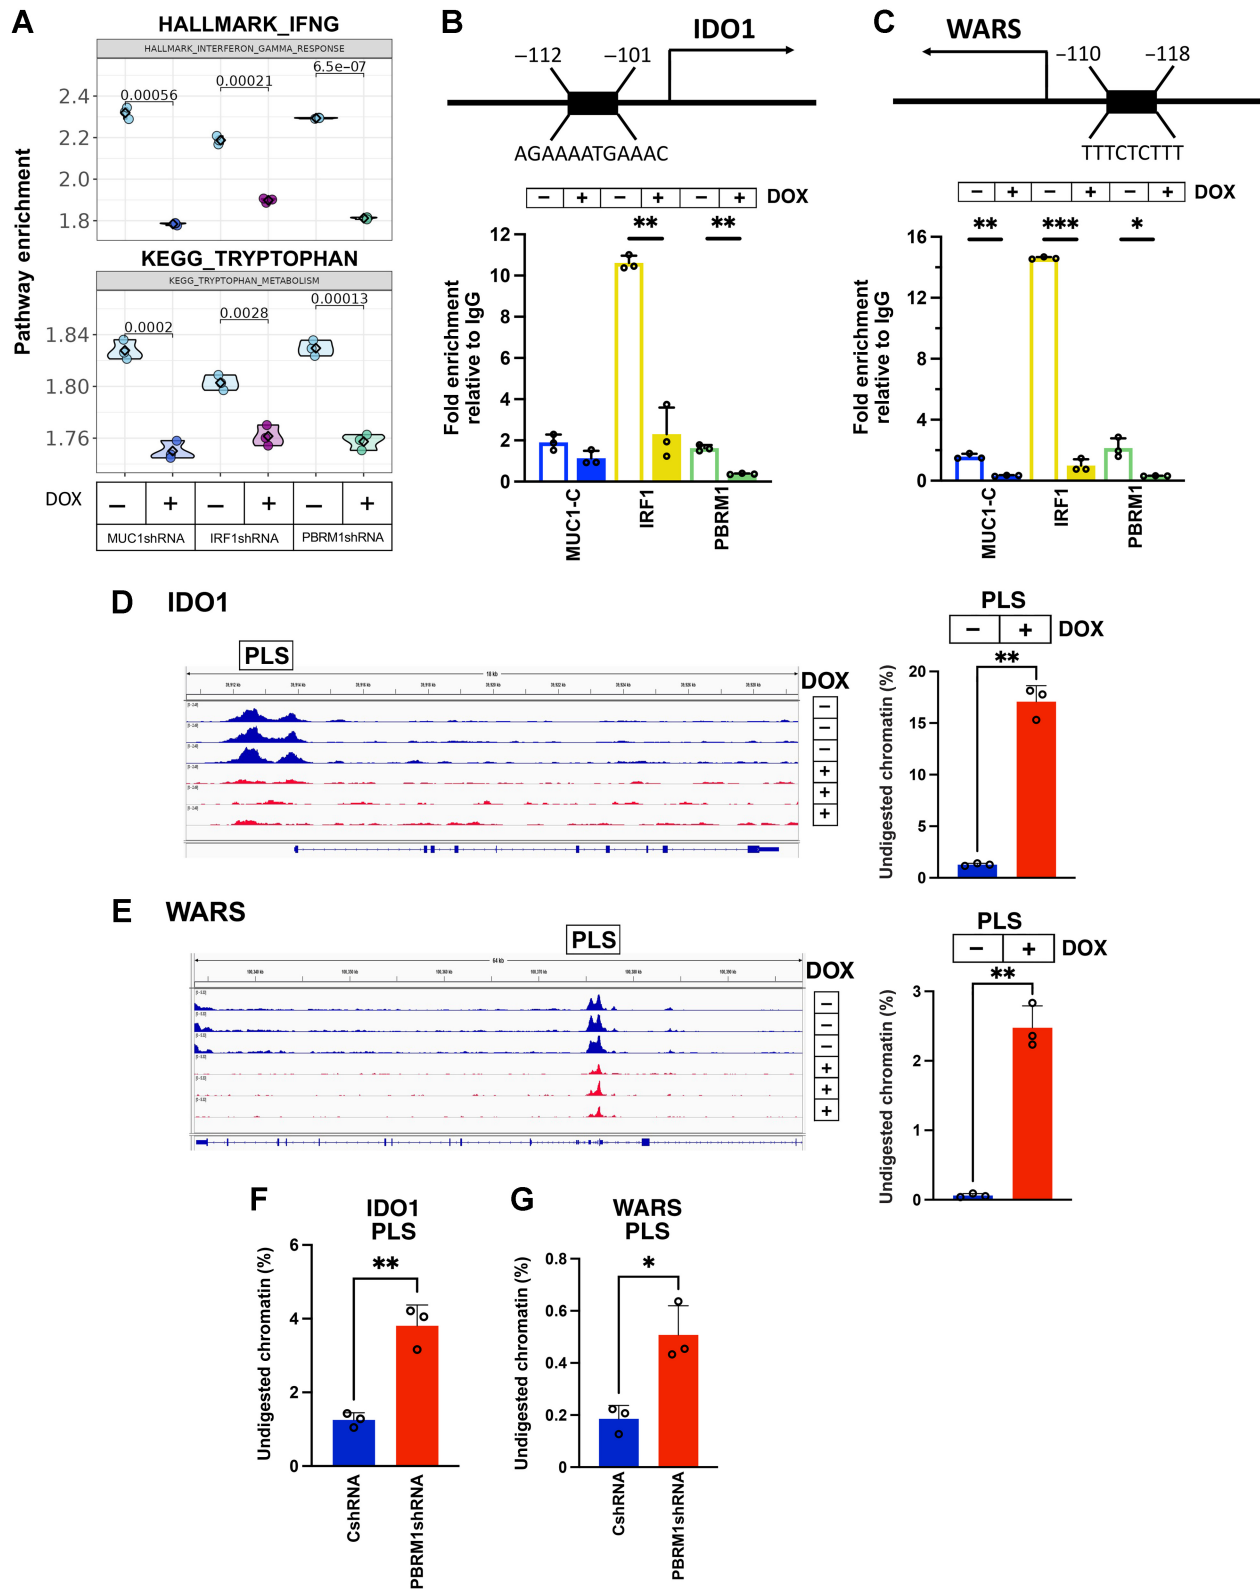 A
HALLMARK_IFNG
HALLMARK_INTERFERON_GAMMA_RESPONSE
0.00056
0.00021
6.5e−07
2.4
2.2
2.0
1.8
Pathway enrichment
KEGG_TRYPTOPHAN
KEGG_TRYPTOPHAN_METABOLISM
0.0002
0.0028
0.00013
1.84
1.80
1.76
DOX − + − + − +
MUC1shRNA IRF1shRNA PBRM1shRNA
B
IDO1
−112 −101
AGAAAATGAAAC
− + − + − + DOX
** **
12
10
8
6
4
2
0
Fold enrichment
relative to IgG
MUC1-C IRF1 PBRM1
C
WARS
−110 −118
TTTCTCTTT
− + − + − + DOX
** *** *
16
12
8
4
2
0
Fold enrichment
relative to IgG
MUC1-C IRF1 PBRM1
D IDO1
PLS
18 kb
DOX
−
−
−
+
+
+
PLS
− + DOX
**
20
15
10
5
0
Undigested chromatin (%)
E WARS
PLS
64 kb
DOX
−
−
−
+
+
+
PLS
− + DOX
**
3
2
1
0
Undigested chromatin (%)
F
IDO1
PLS
**
6
4
2
0
Undigested chromatin (%)
CshRNA
PBRM1shRNA
G
WARS
PLS
*
0.8
0.6
0.4
0.2
0
Undigested chromatin (%)
CshRNA
PBRM1shRNA